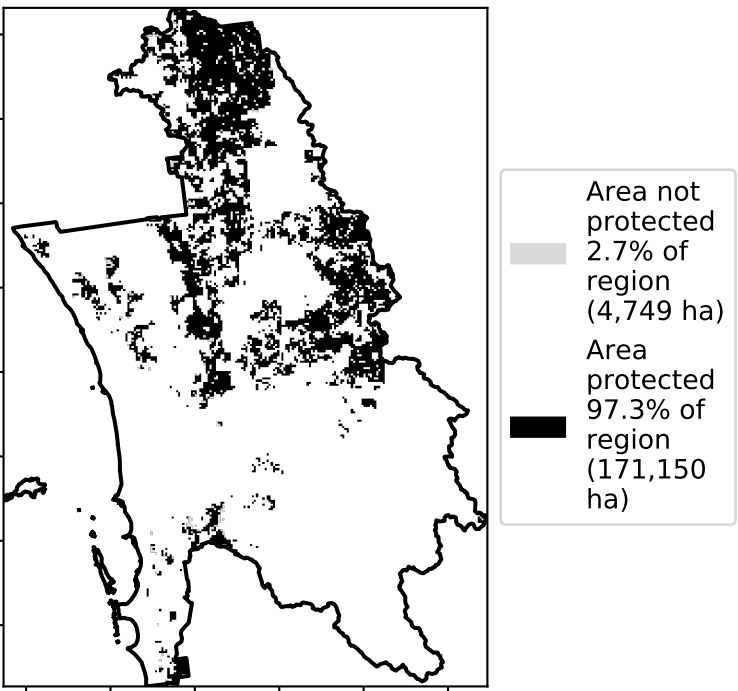 Area not
protected
2.7% of
region
(4,749 ha)
Area
protected
97.3% of
region
(171,150
ha)